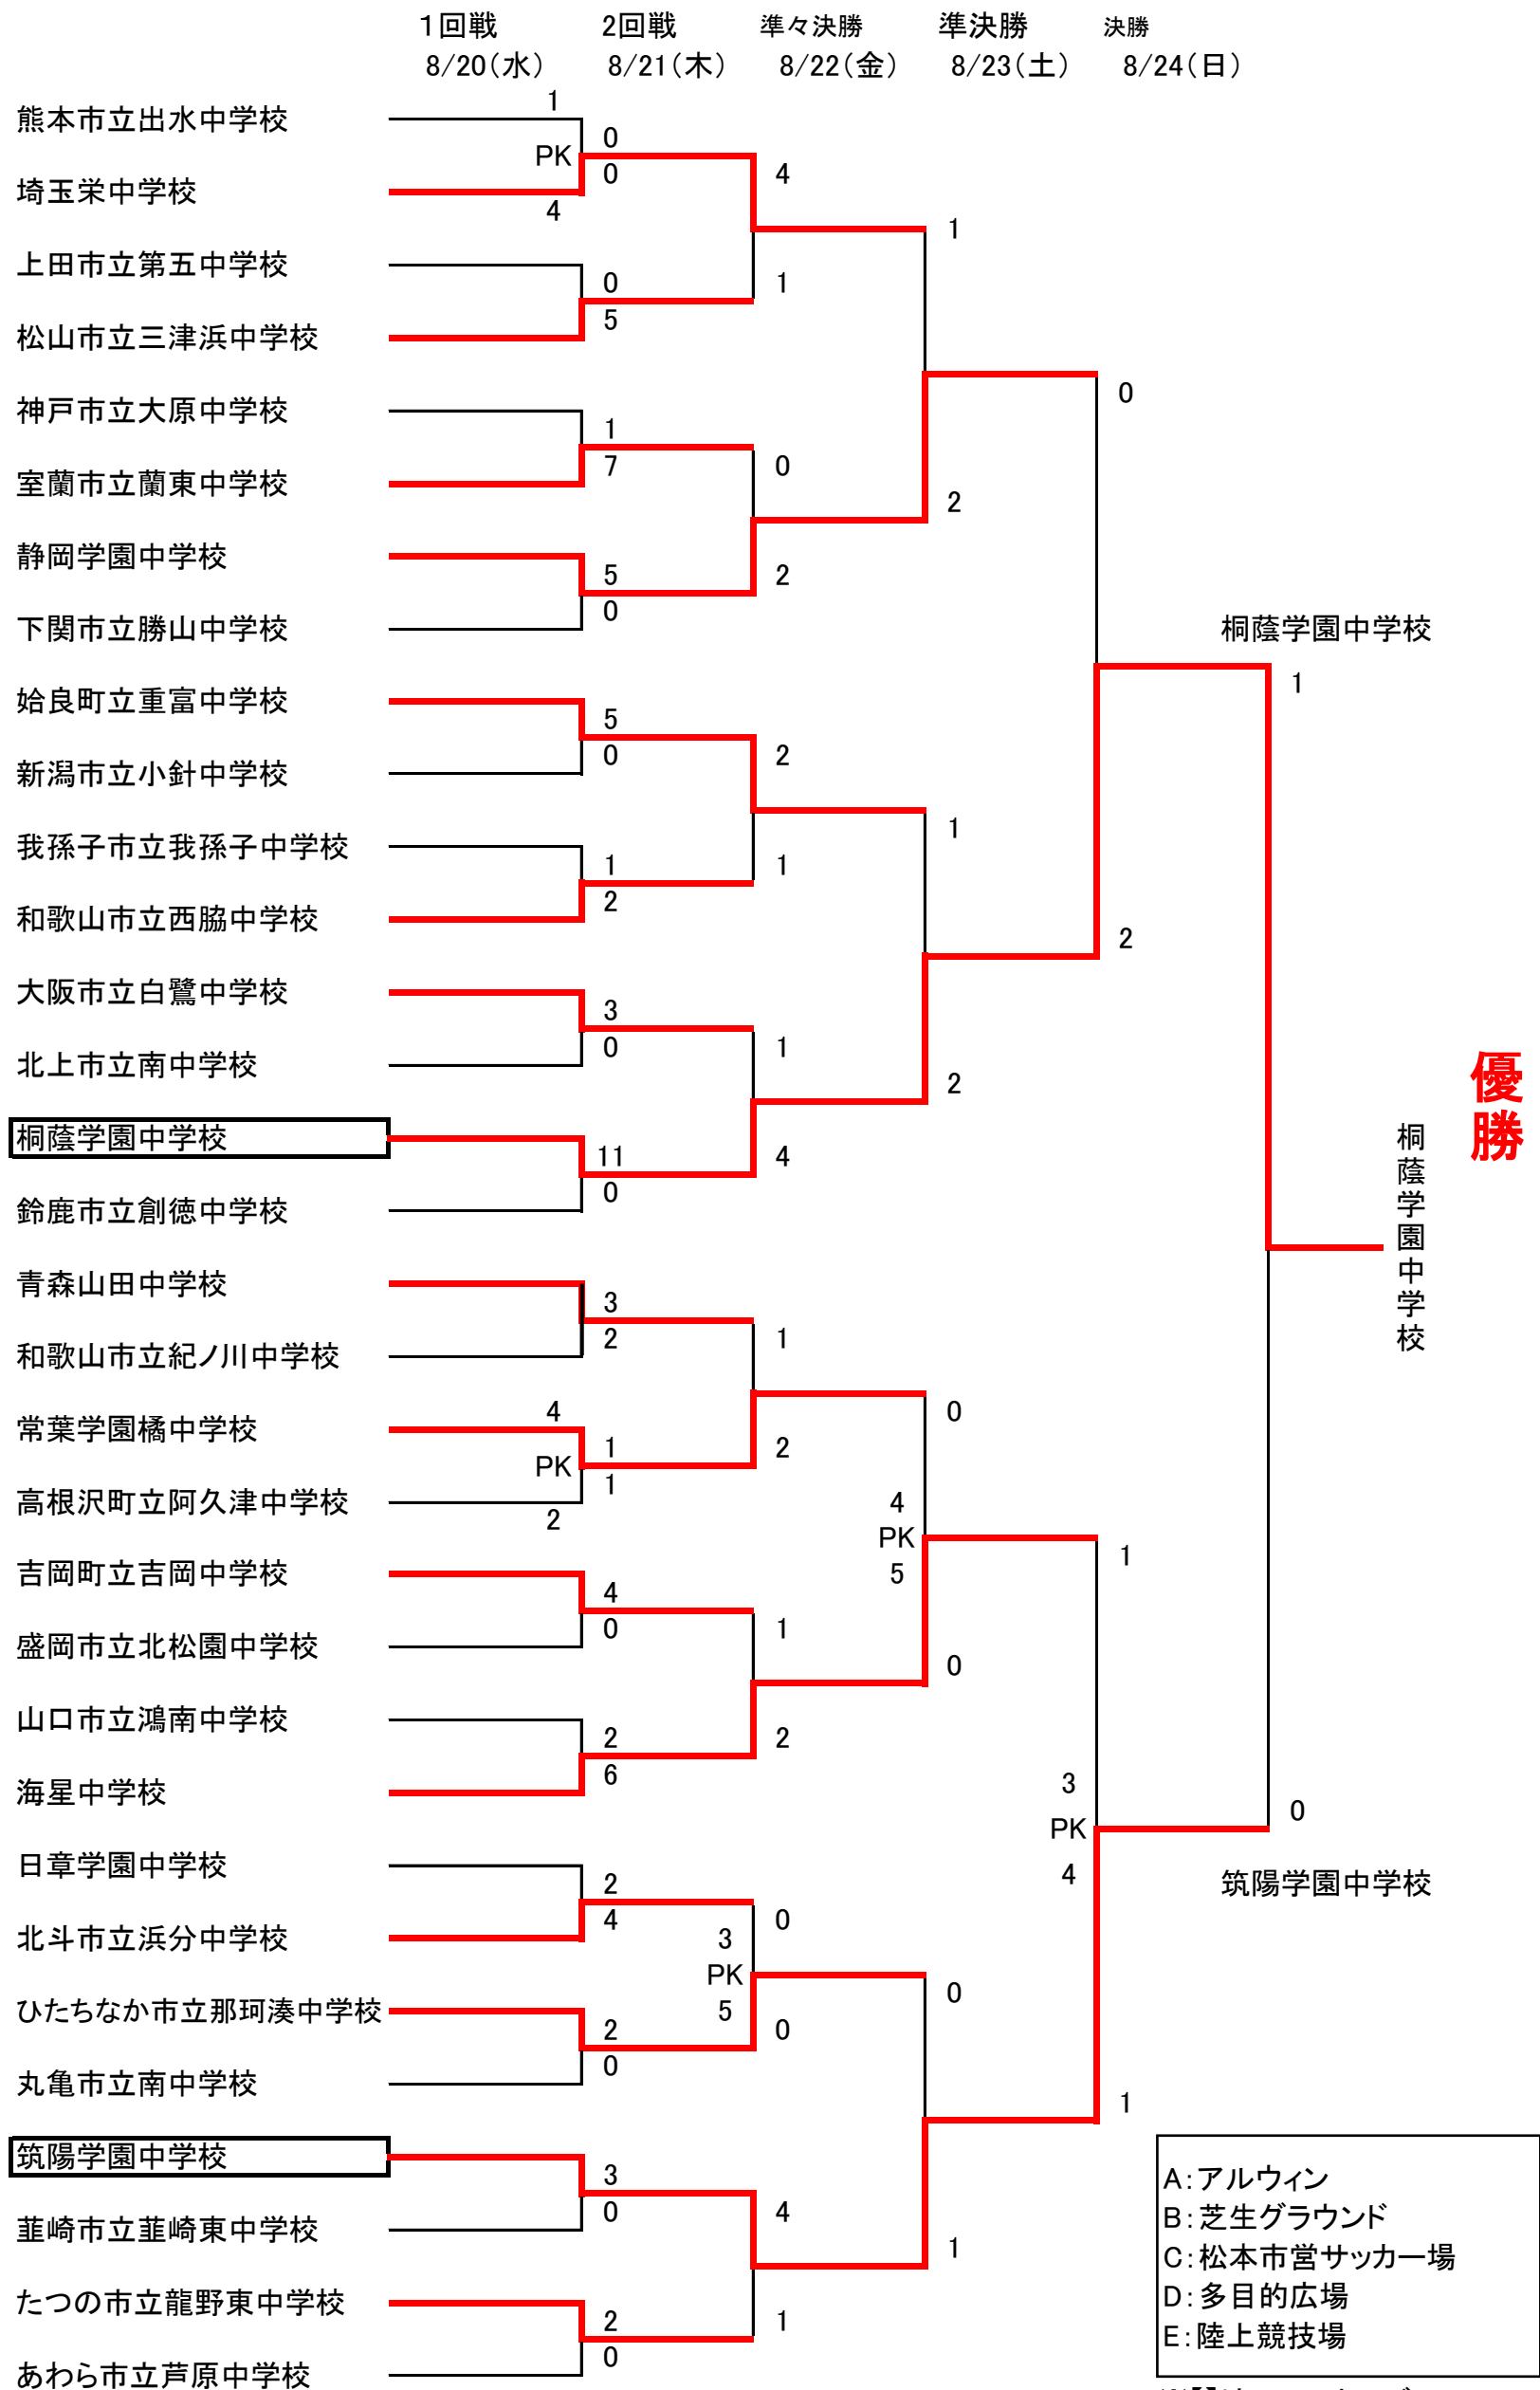 1回戦 2回戦 準々決勝 準決勝 決勝
8/20(水) 8/21(木) 8/22(金) 8/23(土) 8/24(日)
1
熊本市立出水中学校
0
PK
0
4
埼玉栄中学校
4
1
上田市立第五中学校
0
1
5
松山市立三津浜中学校
0
神戸市立大原中学校
1
7
0
室蘭市立蘭東中学校
2
静岡学園中学校
5
2
0
下関市立勝山中学校
桐蔭学園中学校
1
姶良町立重富中学校
5
0
2
新潟市立小針中学校
1
我孫子市立我孫子中学校
1
1
2
和歌山市立西脇中学校
2
大阪市立白鷺中学校
3
0
1
北上市立南中学校
2
優勝
桐蔭学園中学校
桐蔭学園中学校
11
4
0
鈴鹿市立創徳中学校
青森山田中学校
3
2
1
和歌山市立紀ノ川中学校
0
4
常葉学園橘中学校
1
2
PK
1
高根沢町立阿久津中学校
2
4
PK
5
1
吉岡町立吉岡中学校
4
0
1
盛岡市立北松園中学校
0
山口市立鴻南中学校
2
2
6
海星中学校
3
PK
4
0
日章学園中学校
2
4
0
筑陽学園中学校
北斗市立浜分中学校
3
PK
5
0
ひたちなか市立那珂湊中学校
2
0
0
丸亀市立南中学校
1
筑陽学園中学校
3
0
4
韮崎市立韮崎東中学校
1
たつの市立龍野東中学校
2
1
0
あわら市立芦原中学校
A:アルウィン
B:芝生グラウンド
C:松本市営サッカー場
D:多目的広場
E:陸上競技場